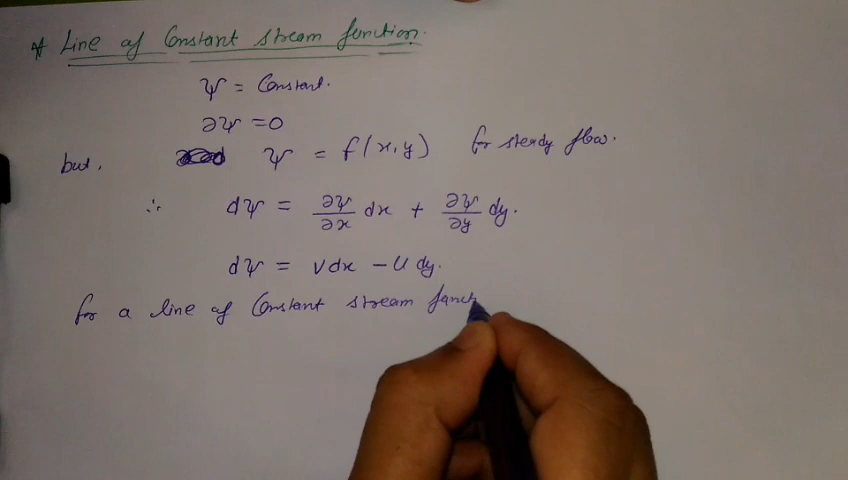 * Line of Constant stream function.
ψ = Constant.
∂ψ = 0
but, ψ = f(x,y) for steady flow.
∴ dψ = ∂ψ/∂x dx + ∂ψ/∂y dy.
dψ = V dx - U dy.
for a line of Constant stream funct